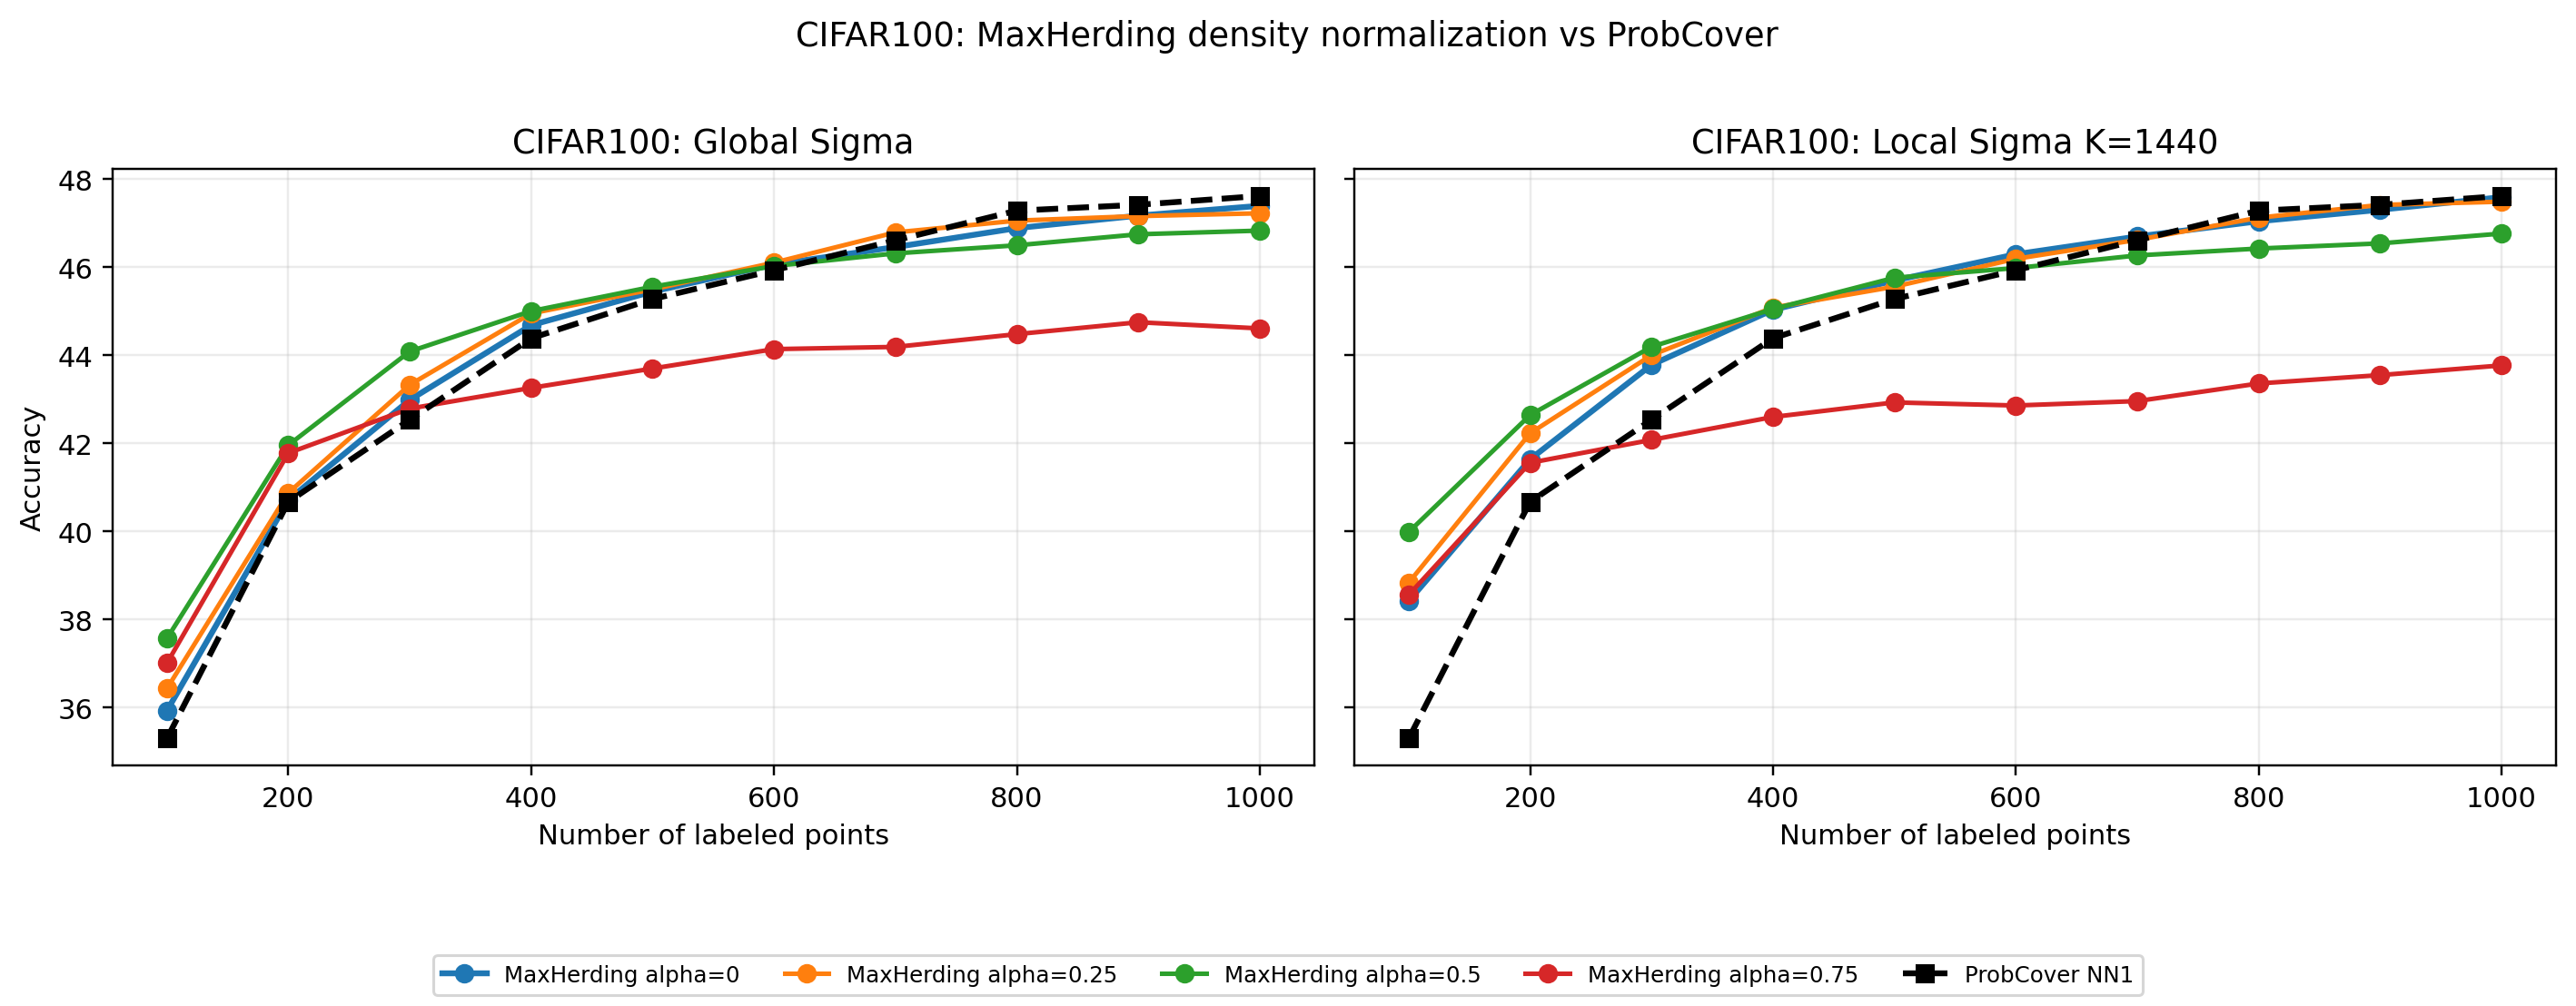 CIFAR100: MaxHerding density normalization vs ProbCover
CIFAR100: Global Sigma
48
46
44
42
40
38
36
Accuracy
200 400 600 800 1000
Number of labeled points
CIFAR100: Local Sigma K=1440
200 400 600 800 1000
Number of labeled points
MaxHerding alpha=0 MaxHerding alpha=0.25 MaxHerding alpha=0.5 MaxHerding alpha=0.75 ProbCover NN1